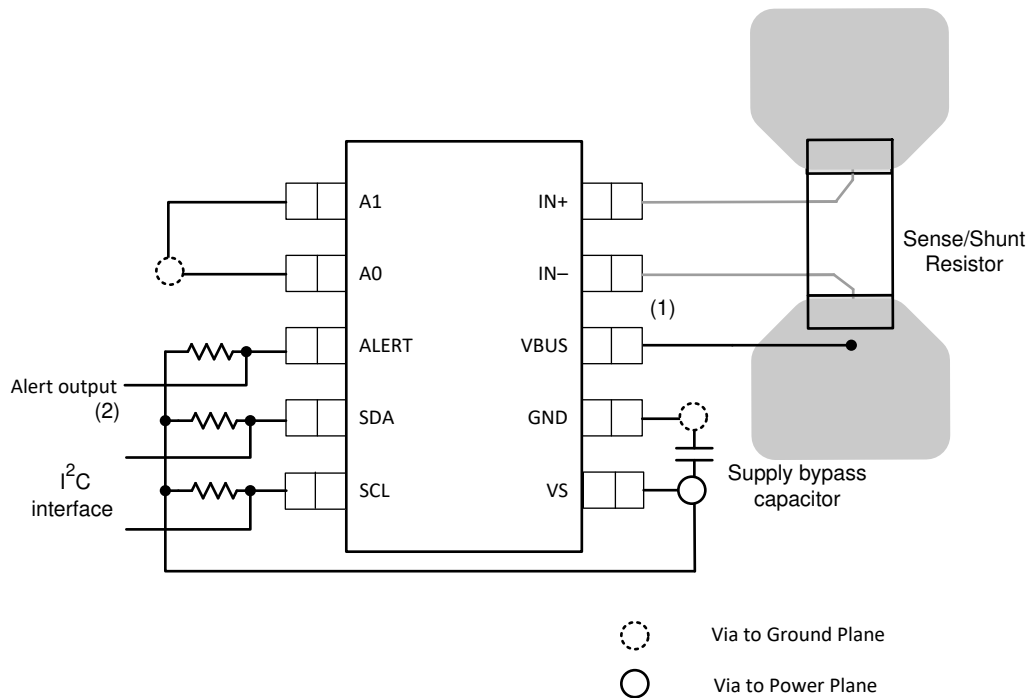 A1
IN+
Sense/Shunt
Resistor
A0
IN–
(1)
ALERT
VBUS
Alert output
(2)
SDA
GND
I²C
interface
SCL
VS
Supply bypass
capacitor
Via to Ground Plane
Via to Power Plane